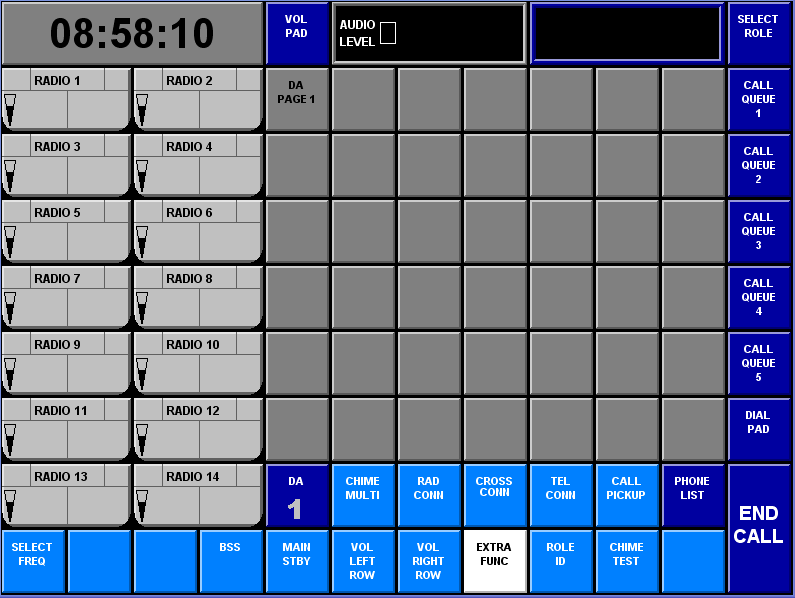 08:58:10
VOL
PAD
AUDIO
LEVEL
SELECT
ROLE
RADIO 1
RADIO 2
DA
PAGE 1
CALL
QUEUE
1
RADIO 3
RADIO 4
CALL
QUEUE
2
RADIO 5
RADIO 6
CALL
QUEUE
3
RADIO 7
RADIO 8
CALL
QUEUE
4
RADIO 9
RADIO 10
CALL
QUEUE
5
RADIO 11
RADIO 12
DIAL
PAD
RADIO 13
RADIO 14
DA
1
CHIME
MULTI
RAD
CONN
CROSS
CONN
TEL
CONN
CALL
PICKUP
PHONE
LIST
END
CALL
SELECT
FREQ
BSS
MAIN
STBY
VOL
LEFT
ROW
VOL
RIGHT
ROW
EXTRA
FUNC
ROLE
ID
CHIME
TEST